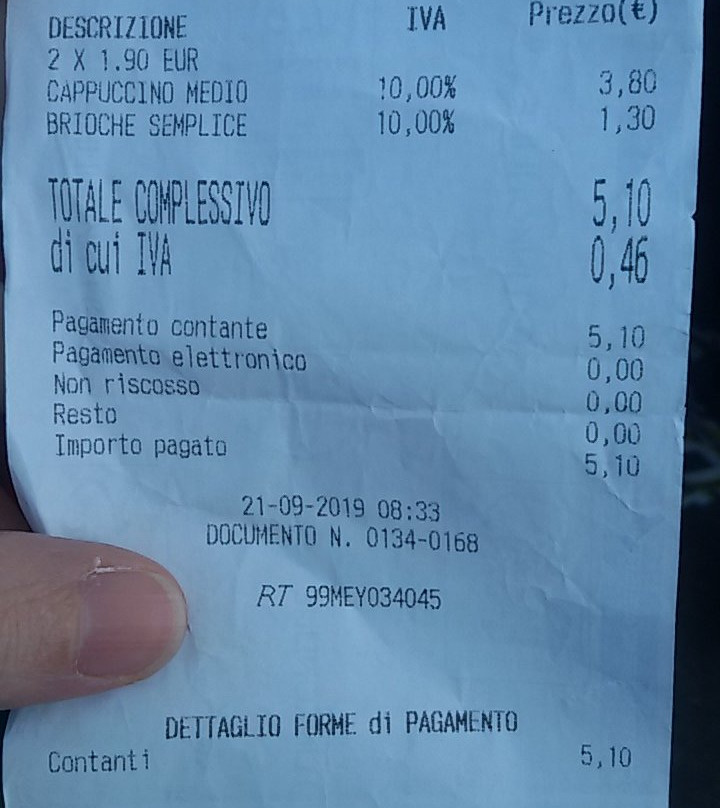 DESCRIZIONE IVA Prezzo(€)
2 X 1.90 EUR
CAPPUCCINO MEDIO 10,00% 3,80
BRIOCHE SEMPLICE 10,00% 1,30
TOTALE COMPLESSIVO 5,10
di cui IVA 0,46
Pagamento contante 5,10
Pagamento elettronico 0,00
Non riscosso 0,00
Resto 0,00
Importo pagato 5,10
21-09-2019 08:33
DOCUMENTO N. 0134-0168
RT 99MEY034045
DETTAGLIO FORME di PAGAMENTO
Contanti 5,10